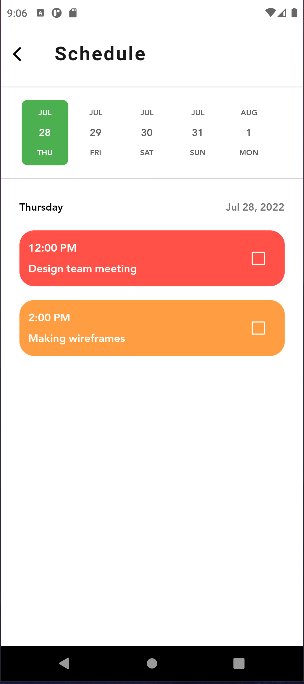 9:06
Schedule
JUL JUL JUL JUL AUG
28 29 30 31 1
THU FRI SAT SUN MON
Thursday Jul 28, 2022
12:00 PM
Design team meeting
2:00 PM
Making wireframes